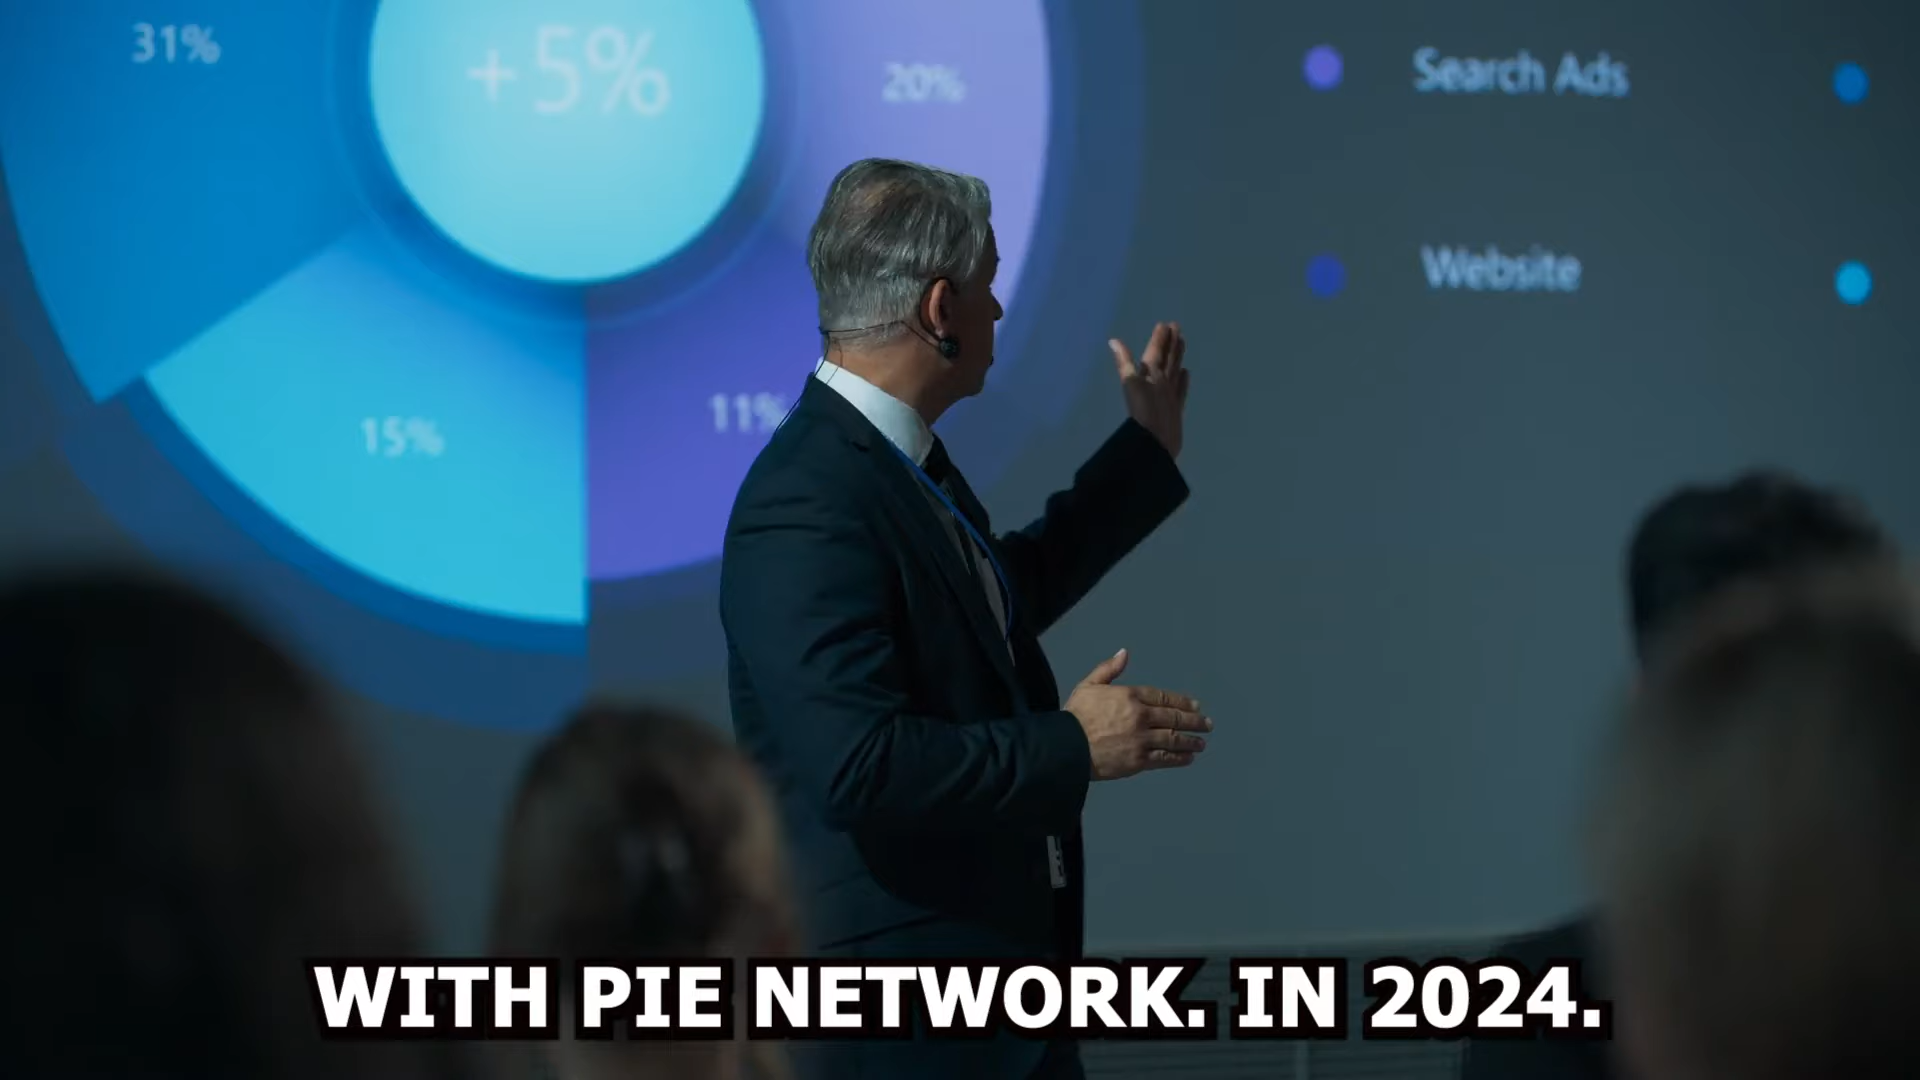 31%
+5%
20%
Search Ads
Website
11%
15%
WITH PIE NETWORK. IN 2024.